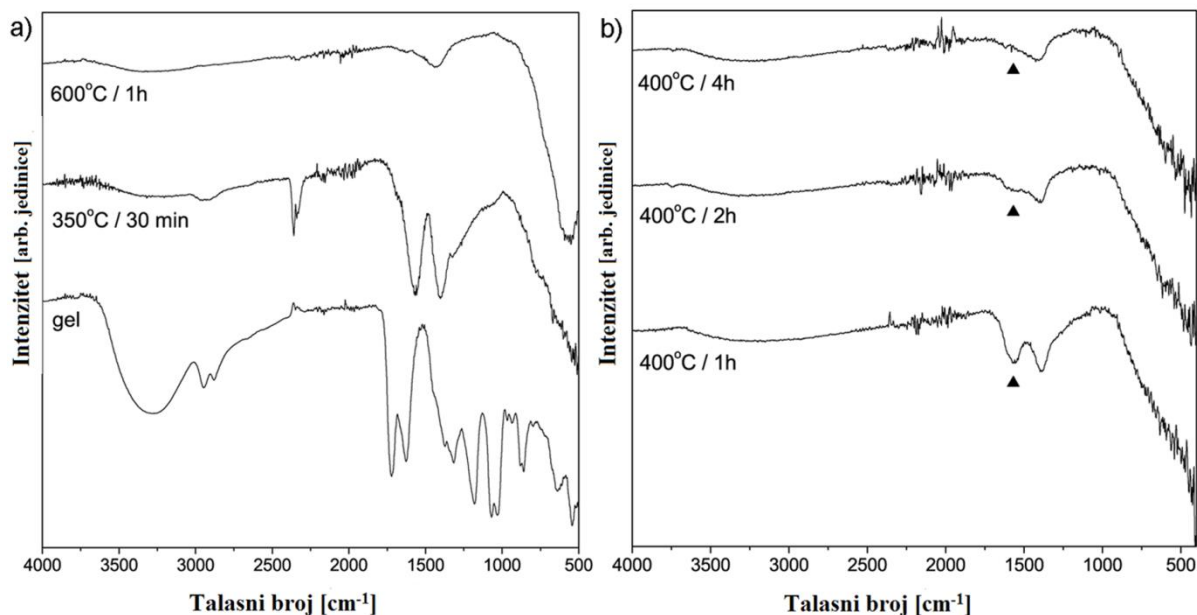 a)
600°C / 1h
350°C / 30 min
gel
Intenzitet [arb. jedinice]
4000 3500 3000 2500 2000 1500 1000 500
Talasni broj [cm⁻¹]
b)
400°C / 4h
400°C / 2h
400°C / 1h
Intenzitet [arb. jedinice]
4000 3500 3000 2500 2000 1500 1000 500
Talasni broj [cm⁻¹]